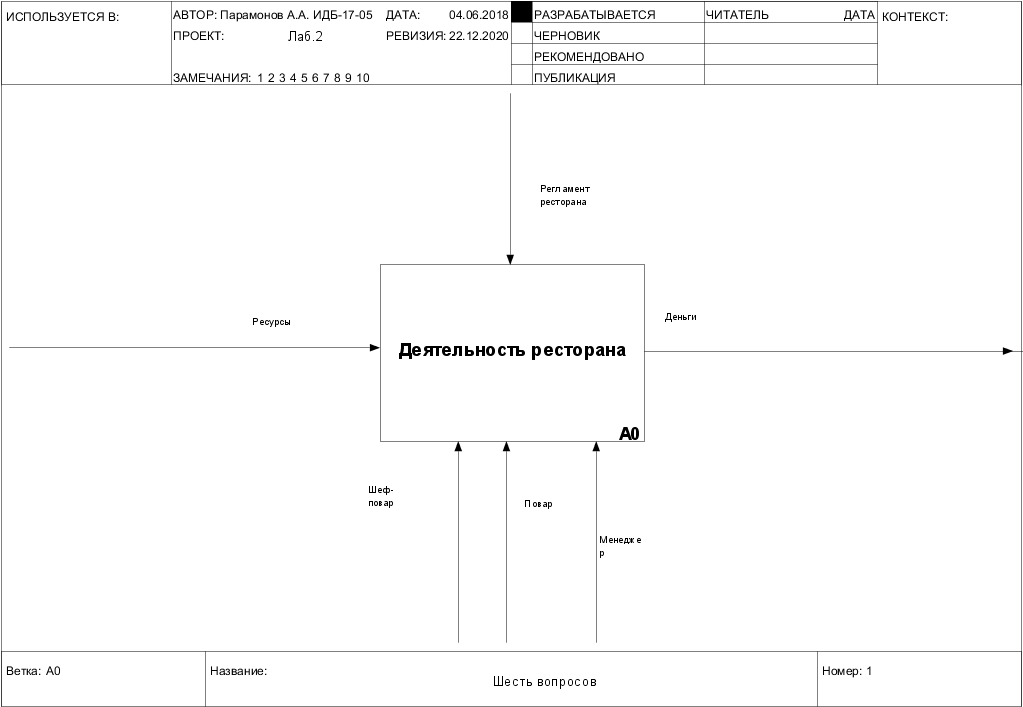 ИСПОЛЬЗУЕТСЯ В:
АВТОР: Парамонов А.А. ИДБ-17-05
ДАТА: 04.06.2018
ПРОЕКТ: Лаб.2
РЕВИЗИЯ: 22.12.2020
ЗАМЕЧАНИЯ: 1 2 3 4 5 6 7 8 9 10
РАЗРАБАТЫВАЕТСЯ
ЧЕРНОВИК
РЕКОМЕНДОВАНО
ПУБЛИКАЦИЯ
ЧИТАТЕЛЬ
ДАТА
КОНТЕКСТ:
Регламент
ресторана
Ресурсы
Деньги
Деятельность ресторана
A0
Шеф-
повар
Повар
Менедже
р
Ветка: A0
Название:
Шесть вопросов
Номер: 1